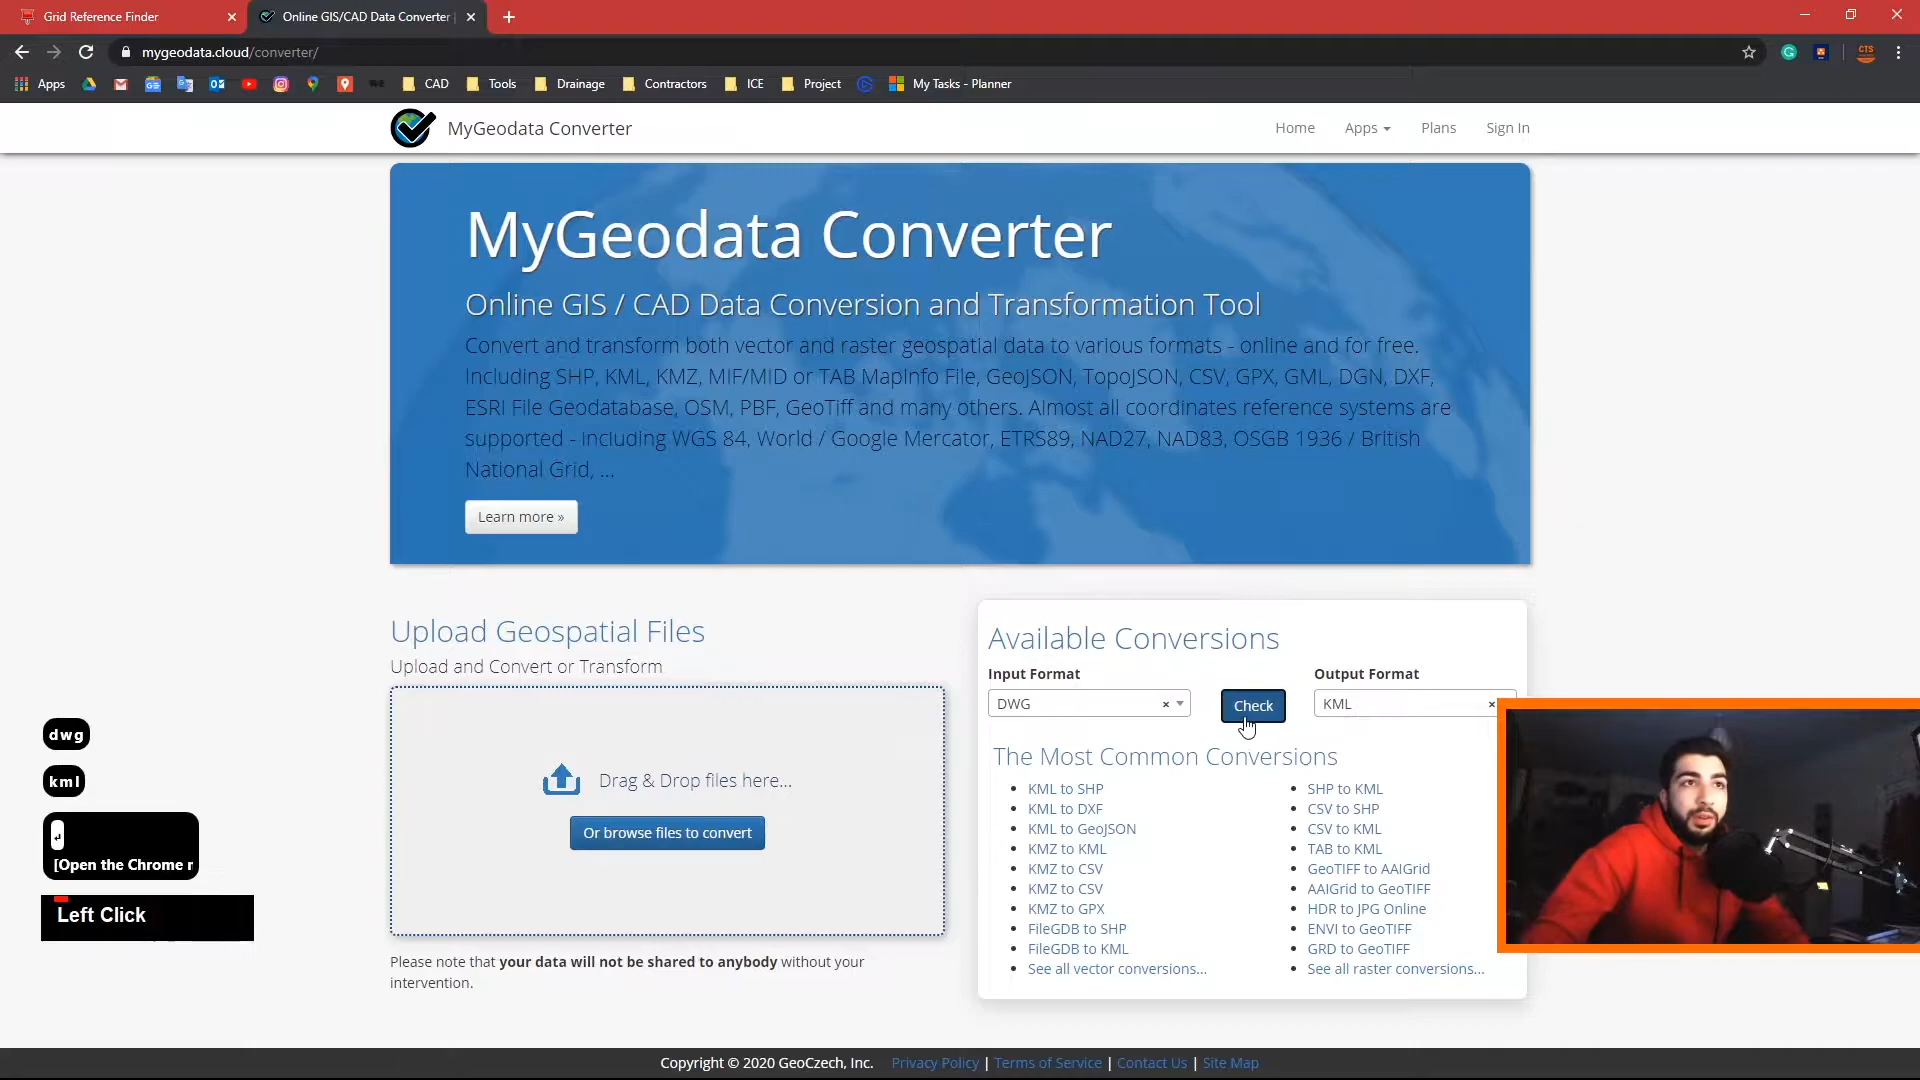 Grid Reference Finder
Online GIS/CAD Data Converter
mygeodata.cloud/converter/
Apps
CAD
Tools
Drainage
Contractors
ICE
Project
My Tasks - Planner
CTS
MyGeodata Converter
Home
Apps
Plans
Sign In
MyGeodata Converter
Online GIS / CAD Data Conversion and Transformation Tool
Convert and transform both vector and raster geospatial data to various formats - online and for free.
Including SHP, KML, KMZ, MIF/MID or TAB MapInfo File, GeoJSON, TopoJSON, CSV, GPX, GML, DGN, DXF,
ESRI File Geodatabase, OSM, PBF, GeoTiff and many others. Almost all coordinates reference systems are
supported - including WGS 84, World / Google Mercator, ETRS89, NAD27, NAD83, OSGB 1936 / British
National Grid, ...
Learn more »
Upload Geospatial Files
Upload and Convert or Transform
Drag & Drop files here...
Or browse files to convert
Please note that your data will not be shared to anybody without your
intervention.
Available Conversions
Input Format
Output Format
DWG ×
Check
KML ×
The Most Common Conversions
KML to SHP
KML to DXF
KML to GeoJSON
KMZ to KML
KMZ to CSV
KMZ to CSV
KMZ to GPX
FileGDB to SHP
FileGDB to KML
See all vector conversions...
SHP to KML
CSV to SHP
CSV to KML
TAB to KML
GeoTIFF to AAIGrid
AAIGrid to GeoTIFF
HDR to JPG Online
ENVI to GeoTIFF
GRD to GeoTIFF
See all raster conversions...
dwg
kml
[Open the Chrome
Left Click
Copyright © 2020 GeoCzech, Inc. Privacy Policy | Terms of Service | Contact Us | Site Map